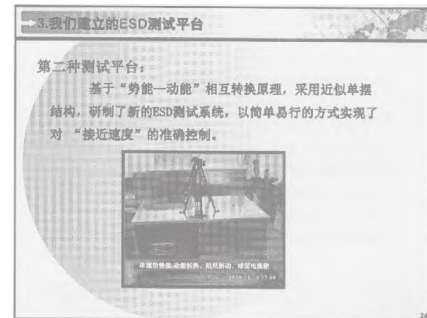 3.我们建立的ESD测试平台
第二种测试平台：
基于“势能—动能”相互转换原理，采用近似单摆
结构，研制了新的ESD测试系统，以简单易行的方式实现了
对 “接近速度”的准确控制。
24